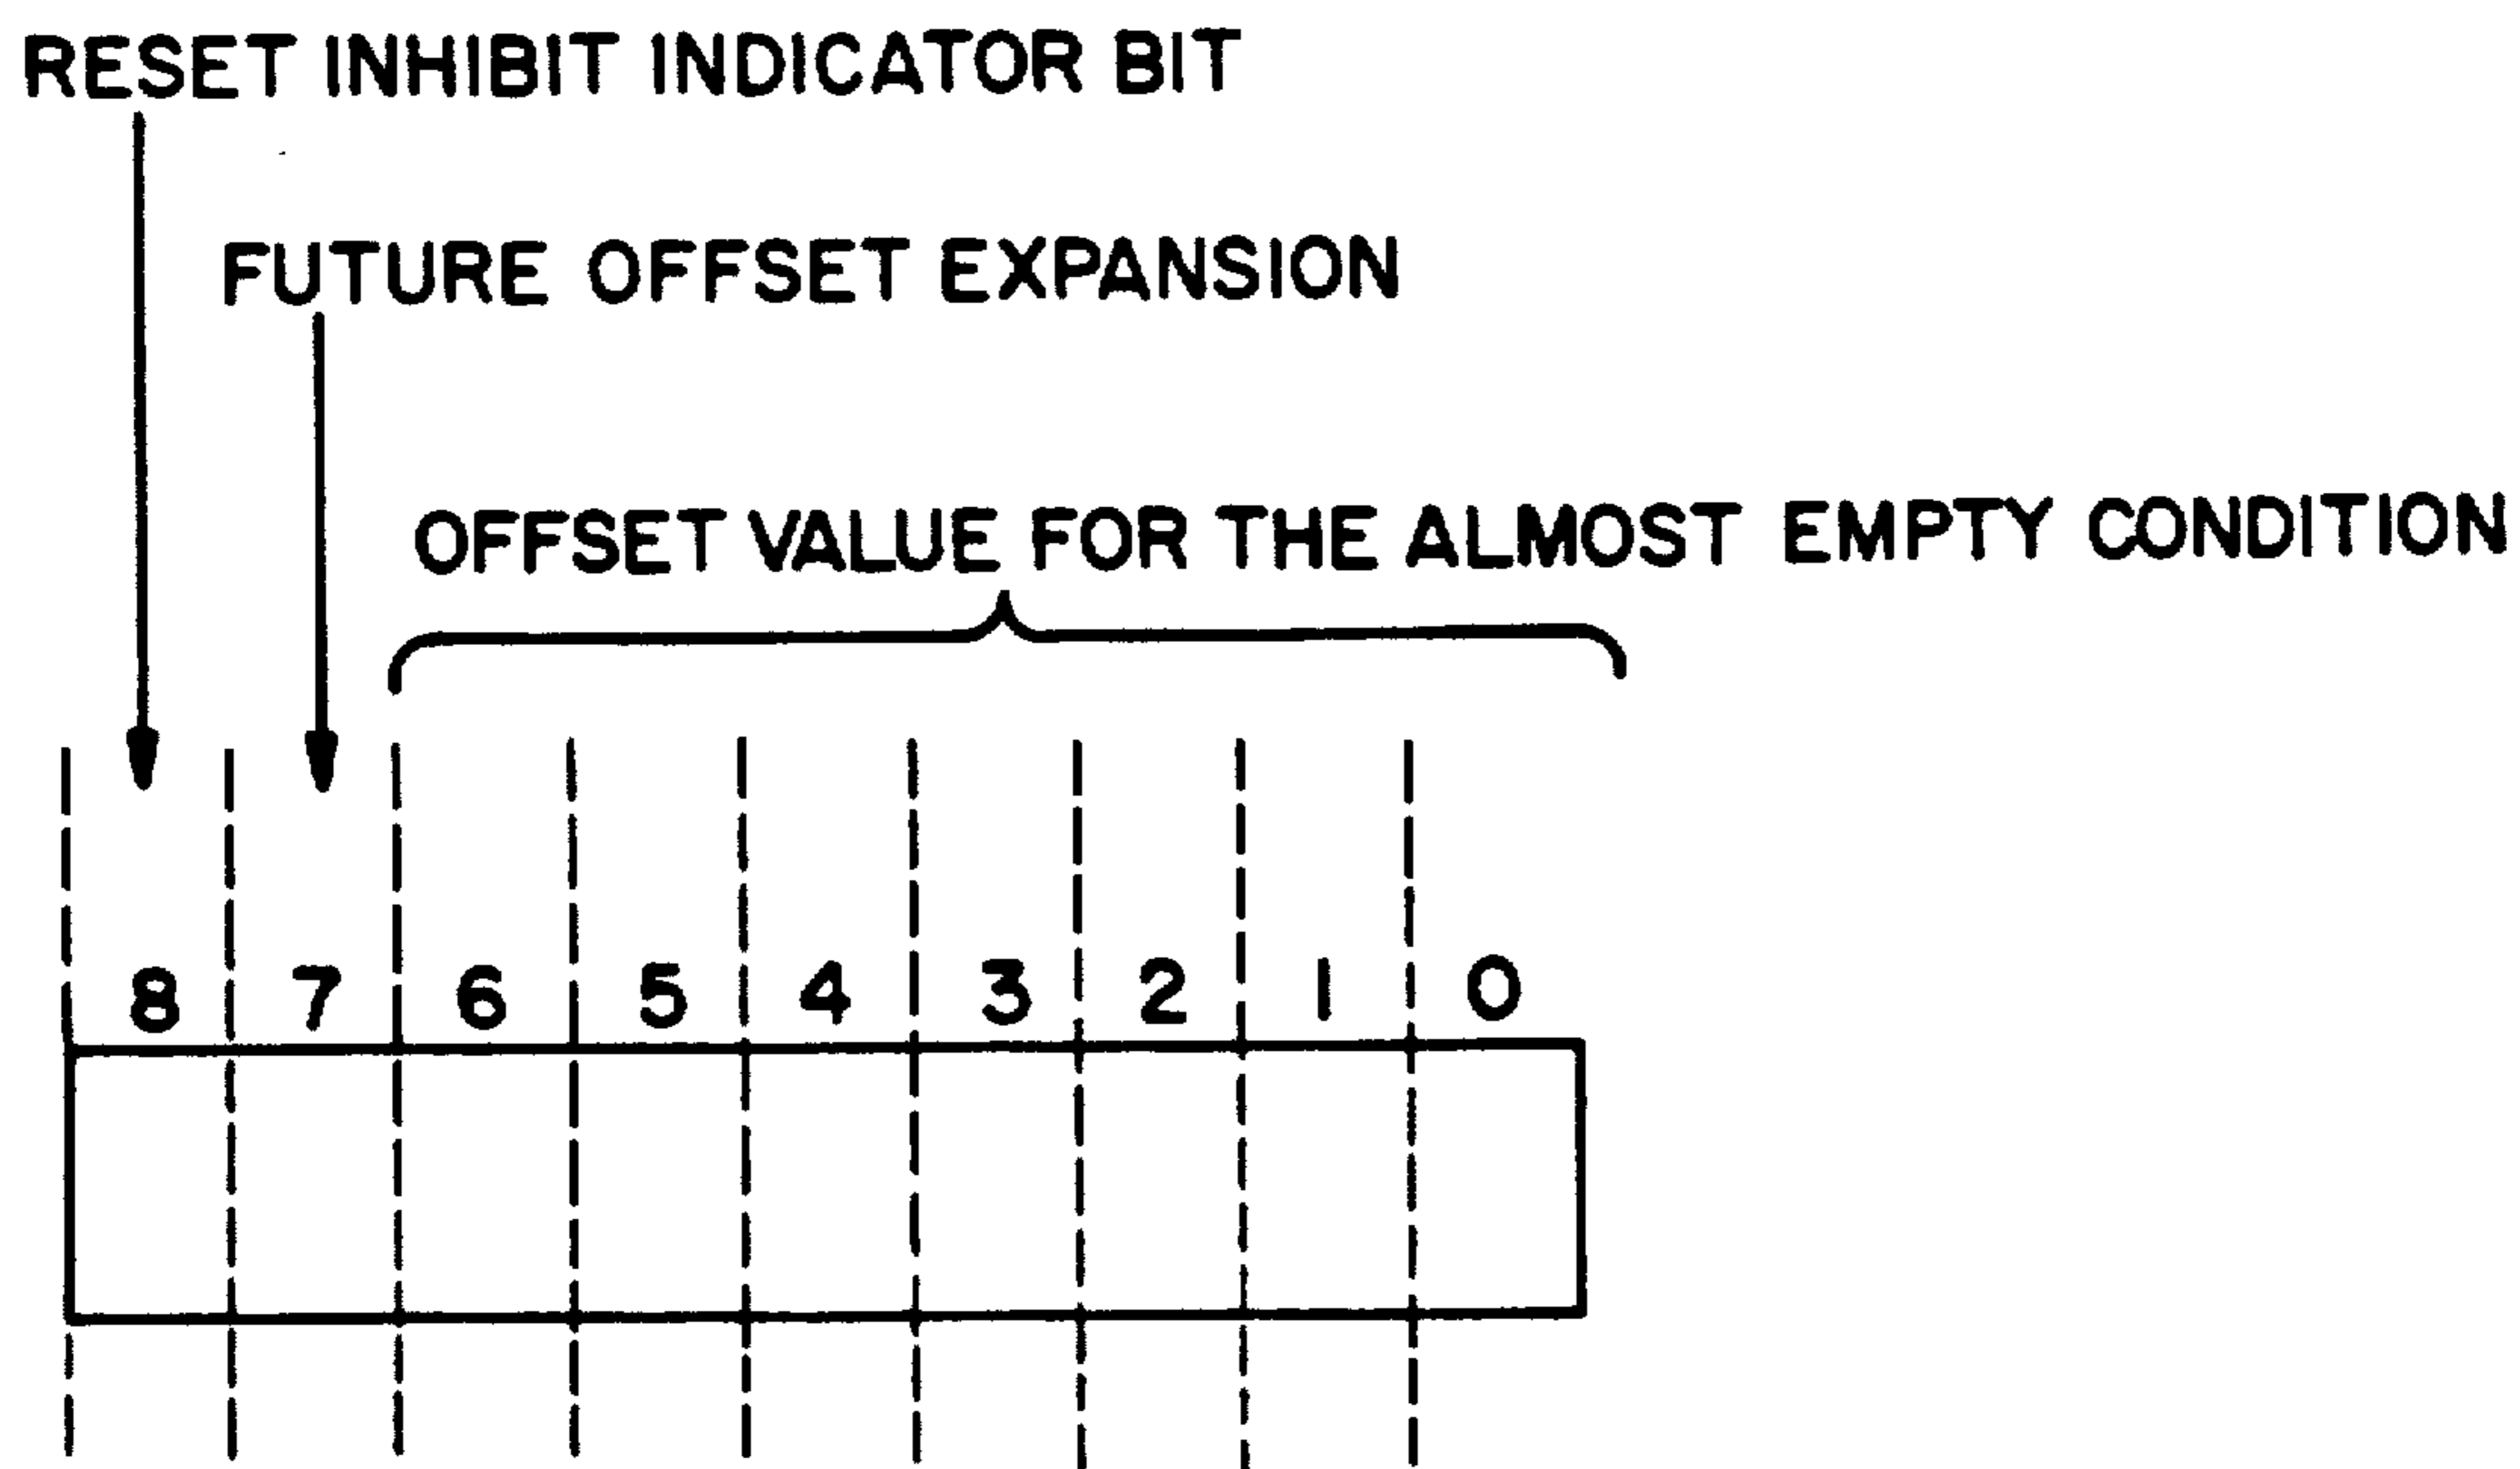 RESET INHIBIT INDICATOR BIT
FUTURE OFFSET EXPANSION
OFFSET VALUE FOR THE ALMOST EMPTY CONDITION
8 7 6 5 4 3 2 1 0